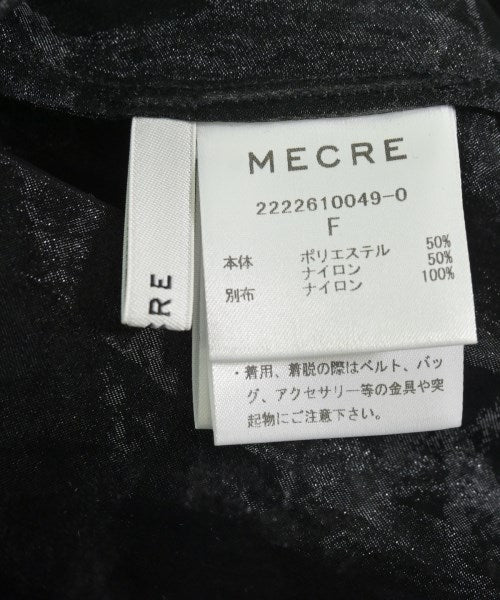 MECRE
2222610049-0
F
本体 ポリエステル 50%
ナイロン 50%
別布 ナイロン 100%
・着用、着脱の際はベルト、バッ
グ、アクセサリー等の金具や突
起物にご注意下さい。
CRE